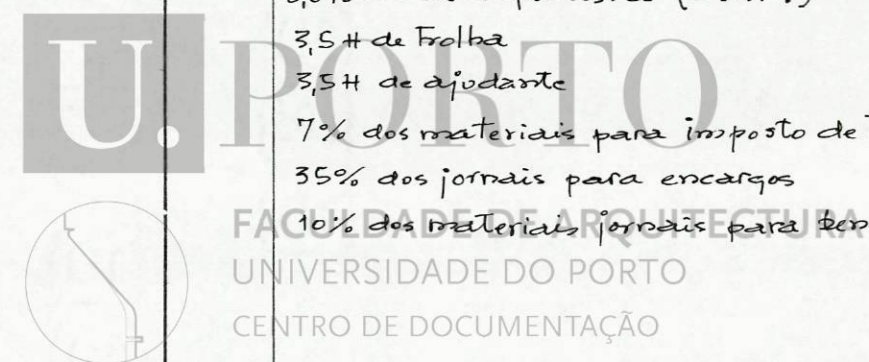 3,5 H de Trolha
3,5 H de ajudante
7% dos materiais para imposto de
35% dos jornais para encargos
10% dos materiais jornais para ben
U. PORTO
FACULDADE DE ARQUITECTURA
UNIVERSIDADE DO PORTO
CENTRO DE DOCUMENTAÇÃO